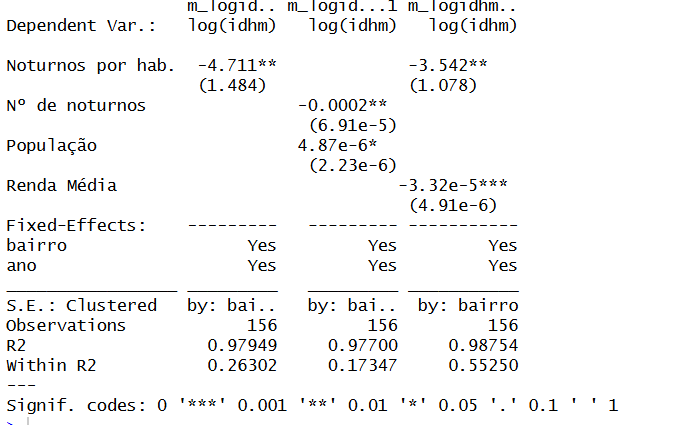 m_logid.. m_logid...1 m_logidhm..
Dependent Var.:   log(idhm)   log(idhm)   log(idhm)
Noturnos por hab.  -4.711**             -3.542**
                   (1.484)              (1.078)
Nº de noturnos               -0.0002**
                             (6.91e-5)
População                   4.87e-6*
                             (2.23e-6)
Renda Média                            -3.32e-5***
                                        (4.91e-6)
Fixed-Effects:    ---------   --------- -----------
bairro                  Yes         Yes         Yes
ano                     Yes         Yes         Yes
_________________ _________   _________ ___________
S.E.: Clustered   by: bai..   by: bai..  by: bairro
Observations            156         156         156
R2                  0.97949     0.97700     0.98754
Within R2           0.26302     0.17347     0.55250
---
Signif. codes: 0 '***' 0.001 '**' 0.01 '*' 0.05 '.' 0.1 ' ' 1
>